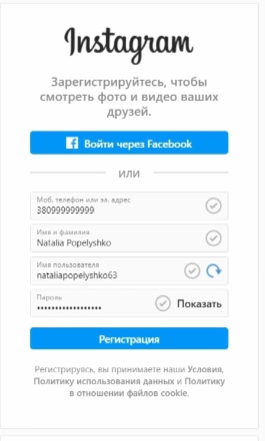 Instagram
Зарегистрируйтесь, чтобы
смотреть фото и видео ваших
друзей.
Войти через Facebook
ИЛИ
Моб. телефон или эл. адрес
380999999999
Имя и фамилия
Natalia Popelyshko
Имя пользователя
nataliapopelyshko63
Пароль
••••••••••••••••••
Показать
Регистрация
Регистрируясь, вы принимаете наши Условия,
Политику использования данных и Политику
в отношении файлов cookie.